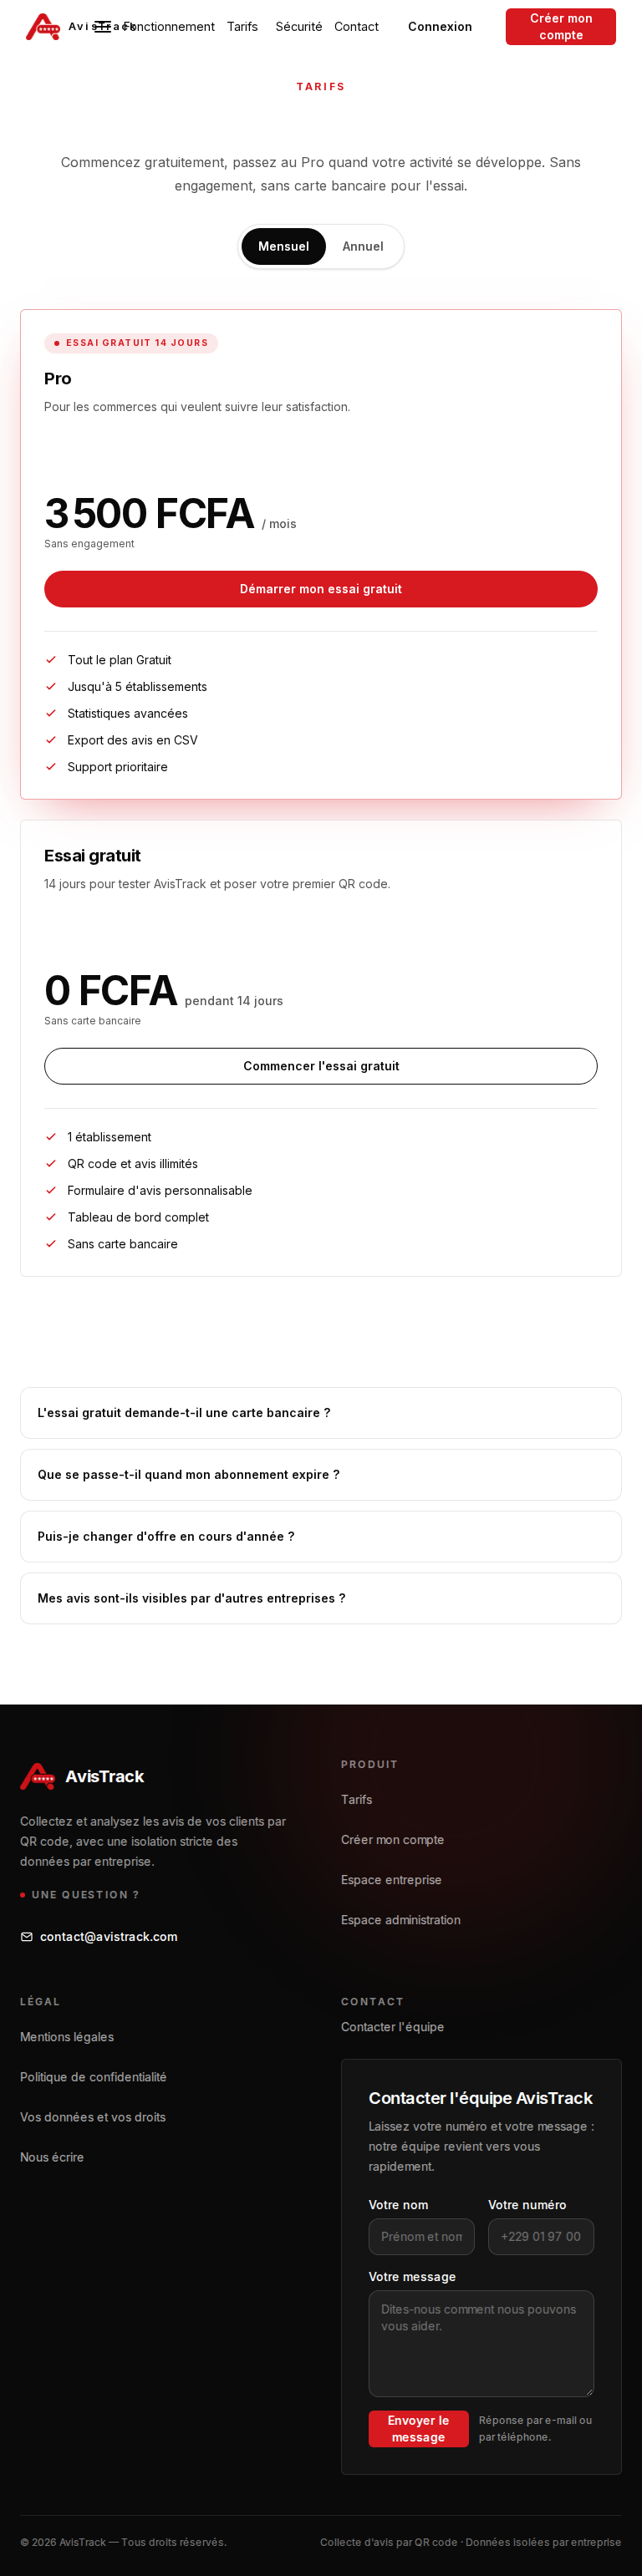 AvisTrack
Fonctionnement
Tarifs
Sécurité
Contact
Connexion
Créer mon
compte
TARIFS
Commencez gratuitement, passez au Pro quand votre activité se développe. Sans
engagement, sans carte bancaire pour l'essai.
Mensuel
Annuel
ESSAI GRATUIT 14 JOURS
Pro
Pour les commerces qui veulent suivre leur satisfaction.
3 500 FCFA / mois
Sans engagement
Démarrer mon essai gratuit
Tout le plan Gratuit
Jusqu'à 5 établissements
Statistiques avancées
Export des avis en CSV
Support prioritaire
Essai gratuit
14 jours pour tester AvisTrack et poser votre premier QR code.
0 FCFA pendant 14 jours
Sans carte bancaire
Commencer l'essai gratuit
1 établissement
QR code et avis illimités
Formulaire d'avis personnalisable
Tableau de bord complet
Sans carte bancaire
L'essai gratuit demande-t-il une carte bancaire ?
Que se passe-t-il quand mon abonnement expire ?
Puis-je changer d'offre en cours d'année ?
Mes avis sont-ils visibles par d'autres entreprises ?
AvisTrack
Collectez et analysez les avis de vos clients par
QR code, avec une isolation stricte des
données par entreprise.
UNE QUESTION ?
contact@avistrack.com
PRODUIT
Tarifs
Créer mon compte
Espace entreprise
Espace administration
LÉGAL
Mentions légales
Politique de confidentialité
Vos données et vos droits
Nous écrire
CONTACT
Contacter l'équipe
Contacter l'équipe AvisTrack
Laissez votre numéro et votre message :
notre équipe revient vers vous
rapidement.
Votre nom
Votre numéro
Prénom et nom
+229 01 97 00
Votre message
Dites-nous comment nous pouvons
vous aider.
Envoyer le
message
Réponse par e-mail ou
par téléphone.
© 2026 AvisTrack — Tous droits réservés.
Collecte d'avis par QR code · Données isolées par entreprise